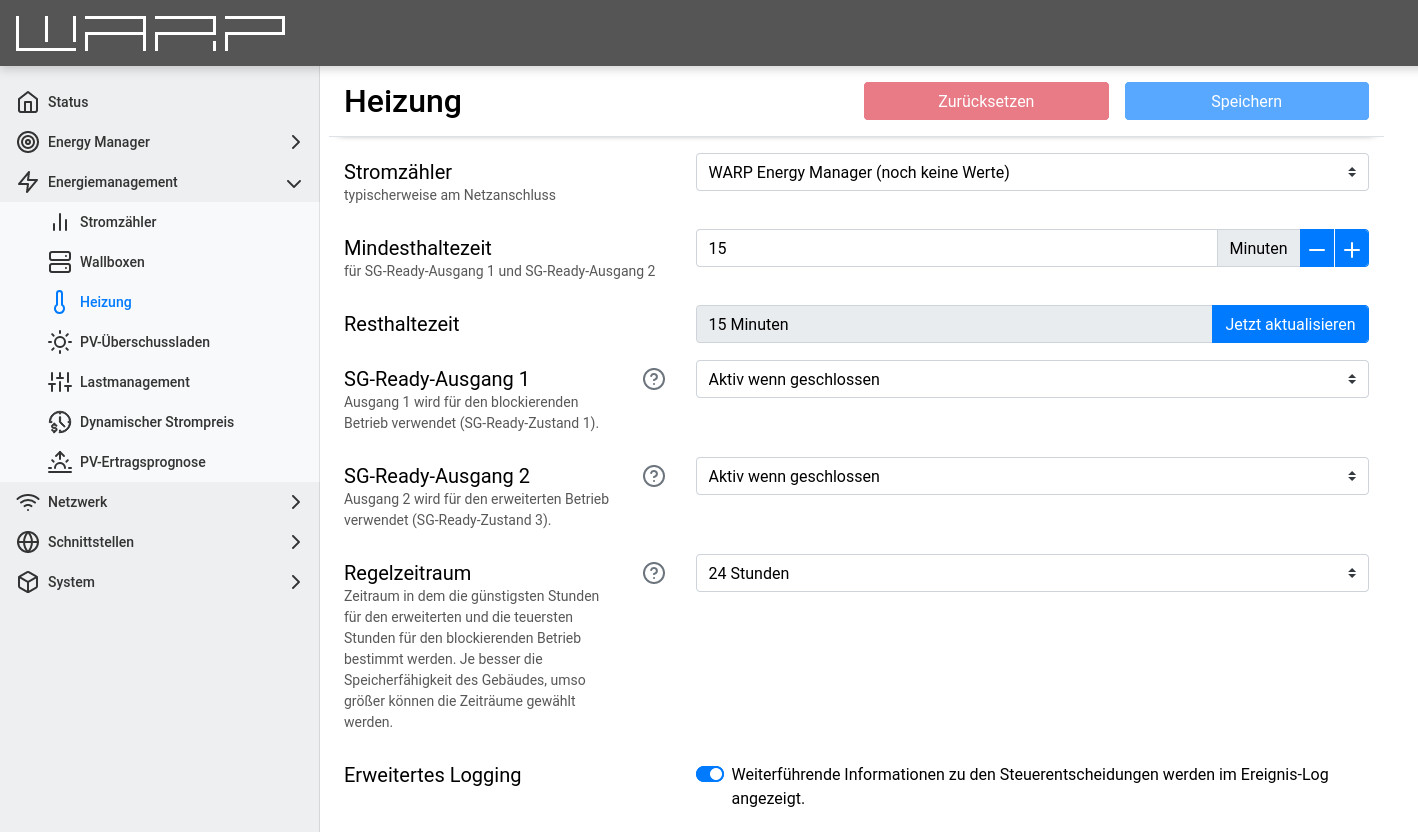 WARP
Status
Energy Manager
Energiemanagement
Stromzähler
Wallboxen
Heizung
PV-Überschussladen
Lastmanagement
Dynamischer Strompreis
PV-Ertragsprognose
Netzwerk
Schnittstellen
System
Heizung
Zurücksetzen
Speichern
Stromzähler
typischerweise am Netzanschluss
WARP Energy Manager (noch keine Werte)
Mindesthaltezeit
für SG-Ready-Ausgang 1 und SG-Ready-Ausgang 2
15
Minuten
Resthaltezeit
15 Minuten
Jetzt aktualisieren
SG-Ready-Ausgang 1
Ausgang 1 wird für den blockierenden
Betrieb verwendet (SG-Ready-Zustand 1).
Aktiv wenn geschlossen
SG-Ready-Ausgang 2
Ausgang 2 wird für den erweiterten Betrieb
verwendet (SG-Ready-Zustand 3).
Aktiv wenn geschlossen
Regelzeitraum
Zeitraum in dem die günstigsten Stunden
für den erweiterten und die teuersten
Stunden für den blockierenden Betrieb
bestimmt werden. Je besser die
Speicherfähigkeit des Gebäudes, umso
größer können die Zeiträume gewählt
werden.
24 Stunden
Erweitertes Logging
Weiterführende Informationen zu den Steuerentscheidungen werden im Ereignis-Log
angezeigt.